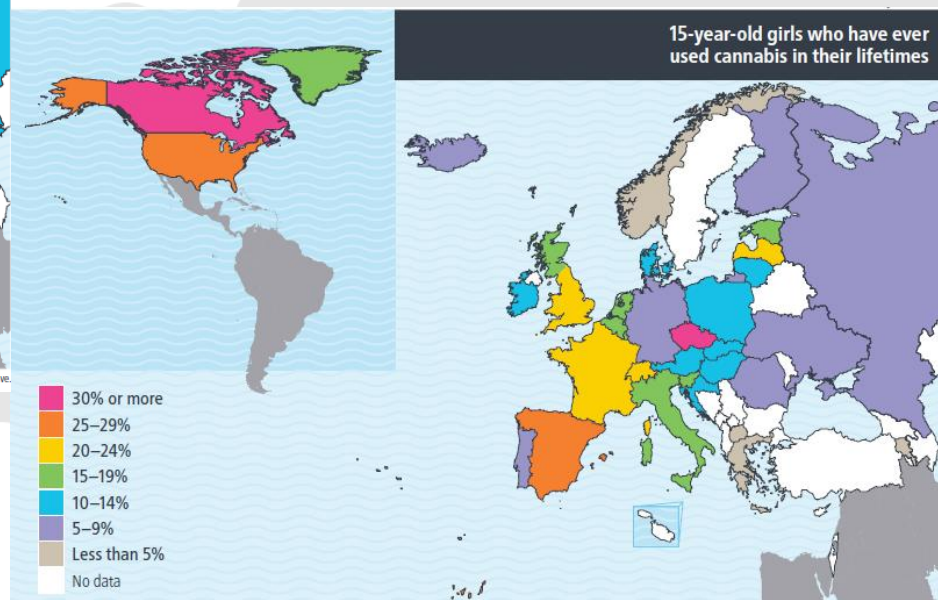 15-year-old girls who have ever
used cannabis in their lifetimes
ve.
30% or more
25–29%
20–24%
15–19%
10–14%
5–9%
Less than 5%
No data